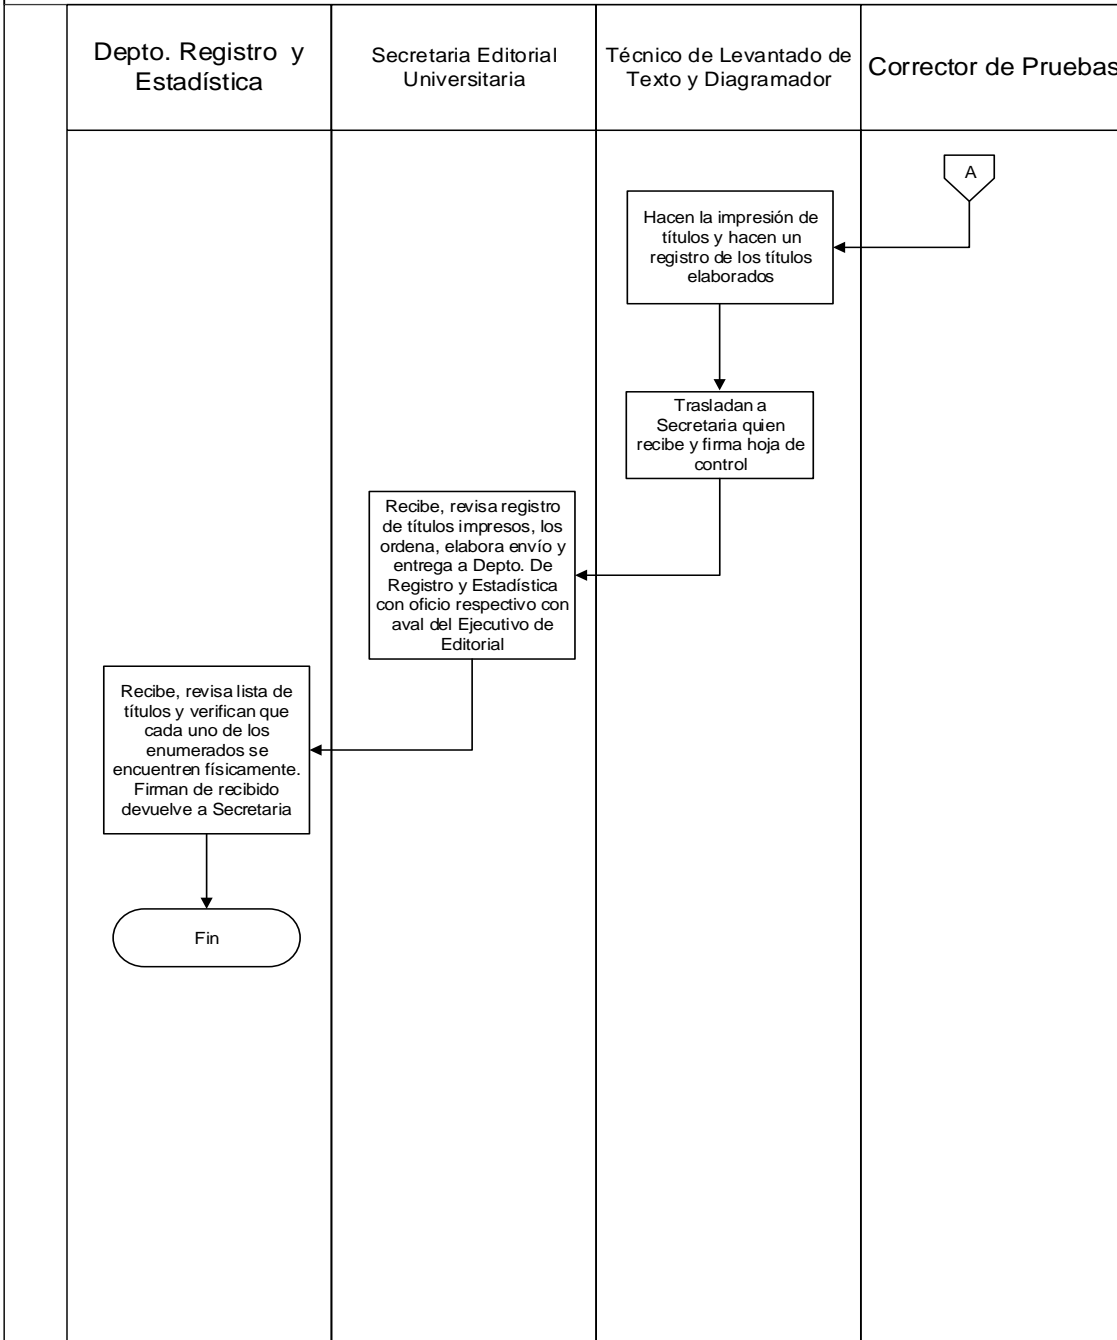 Depto. Registro y
Estadística
Secretaria Editorial
Universitaria
Técnico de Levantado de
Texto y Diagramador
Corrector de Pruebas
A
Hacen la impresión de
títulos y hacen un
registro de los títulos
elaborados
Trasladan a
Secretaria quien
recibe y firma hoja de
control
Recibe, revisa registro
de títulos impresos, los
ordena, elabora envío y
entrega a Depto. De
Registro y Estadística
con oficio respectivo con
aval del Ejecutivo de
Editorial
Recibe, revisa lista de
títulos y verifican que
cada uno de los
enumerados se
encuentren físicamente.
Firman de recibido
devuelve a Secretaria
Fin